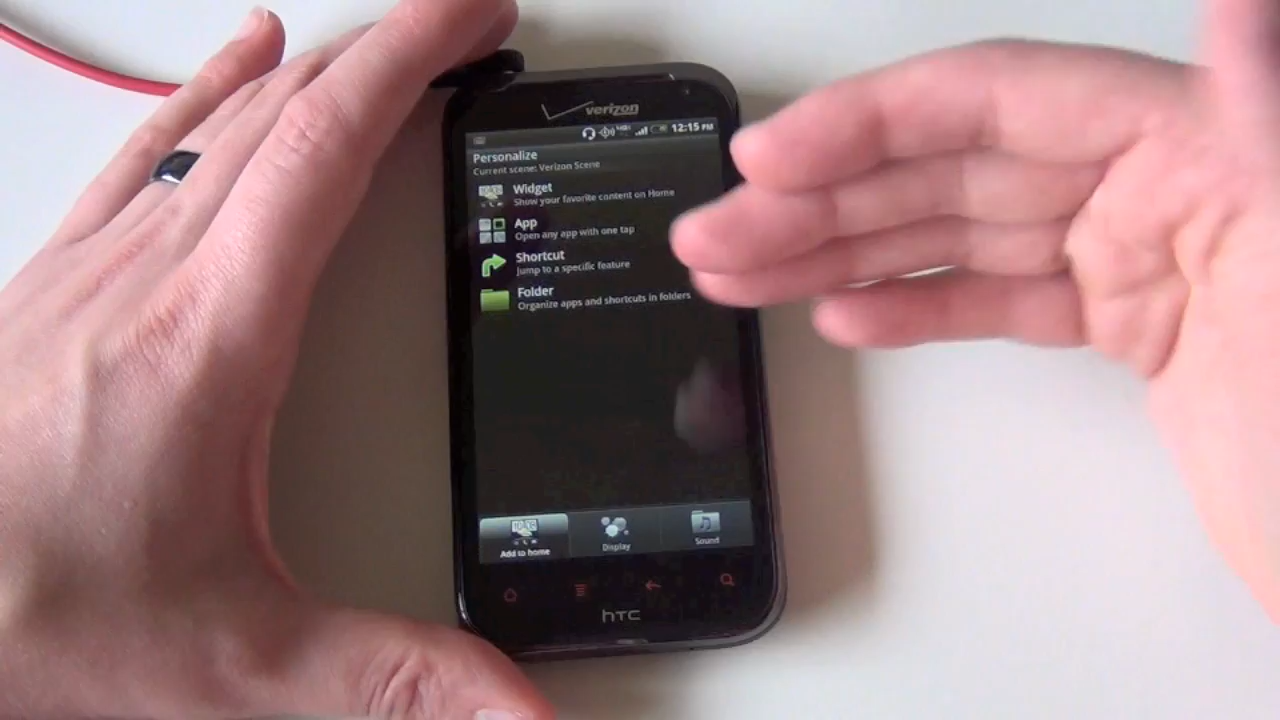 verizon
12:15 PM
Personalize
Current scene: Verizon Scene
Widget
Show your favorite content on Home
App
Open any app with one tap
Shortcut
Jump to a specific feature
Folder
Organize apps and shortcuts in folders
Add to home
Display
Sound
hTC